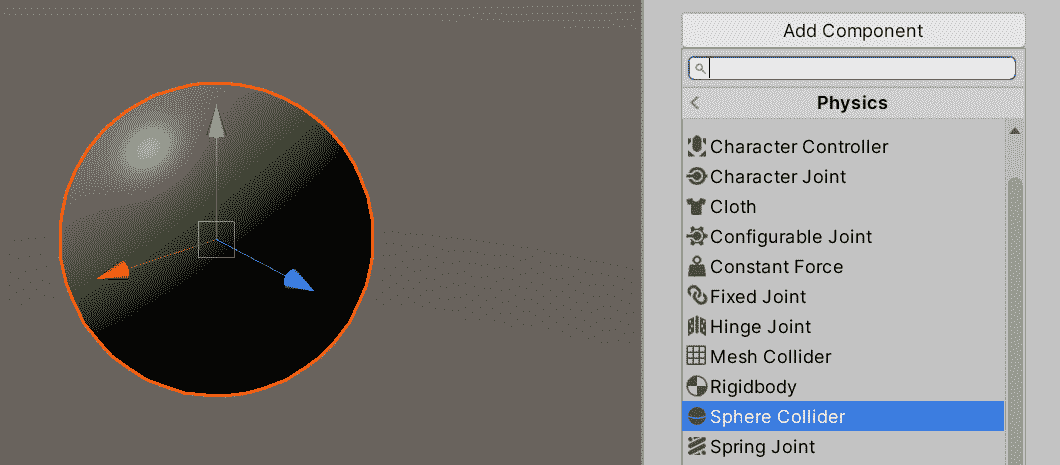 Add Component
Physics
Character Controller
Character Joint
Cloth
Configurable Joint
Constant Force
Fixed Joint
Hinge Joint
Mesh Collider
Rigidbody
Sphere Collider
Spring Joint